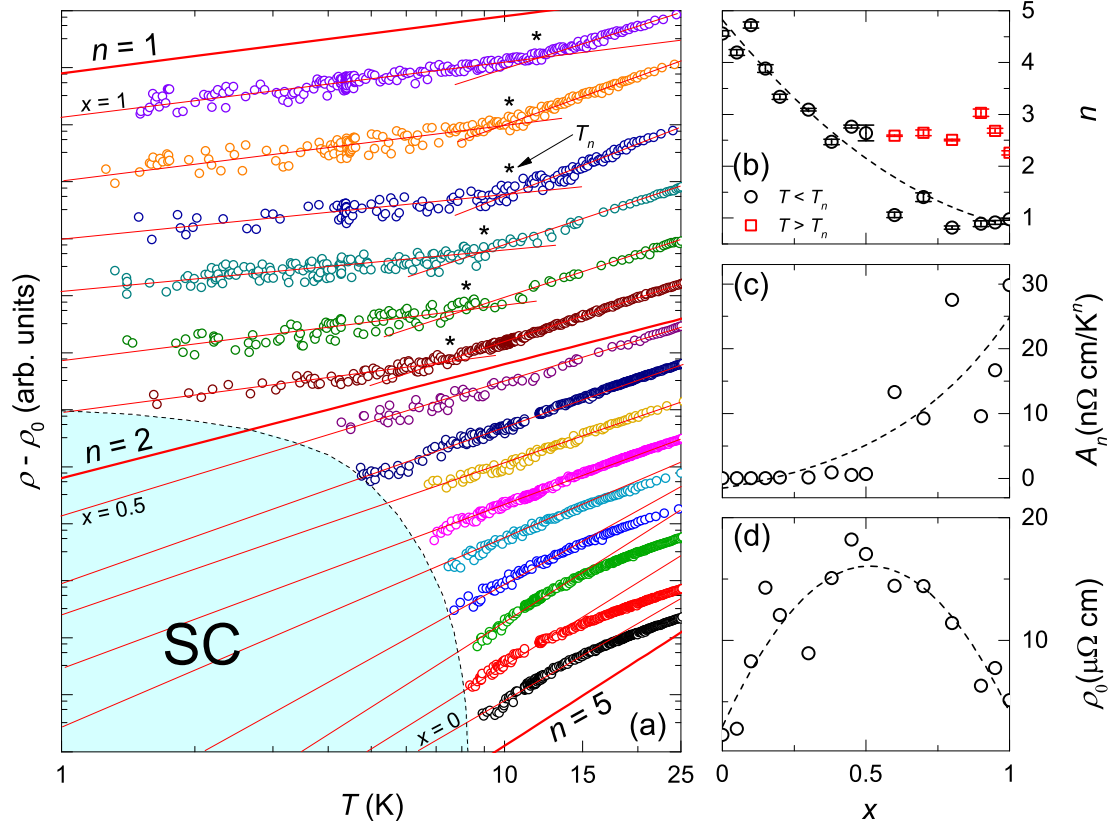 n = 1
*
x = 1
*
T_n
*
*
*
*
n = 2
x = 0.5
SC
x = 0
n = 5
(a)
ρ - ρ₀ (arb. units)
1
10
15
25
T (K)
5
4
3
2
1
n
(b)
T < T_n
T > T_n
(c)
30
20
10
0
A_n (nΩ cm/Kⁿ)
(d)
20
10
ρ₀ (μΩ cm)
0
0.5
1
x